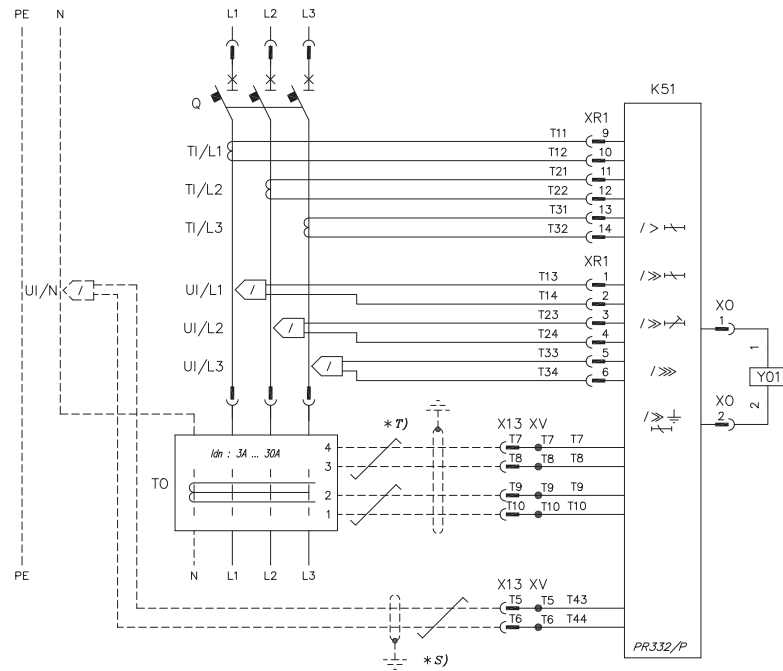 PE N L1 L2 L3
K51
Q
XR1
T11 9
TI/L1
T12 10
T21 11
TI/L2
T22 12
T31 13
TI/L3
T32 14
I >
XR1
T13 1
UI/N I UI/L1 I
T14 2
I >>
T23 3
UI/L2 I
T24 4
I >>
XO
1
T33 5
UI/L3 I
T34 6
I >>>
1
Y01
2
XO
2
I >>
*T)
X13 XV
Idn : 3A ... 30A
4 T7 T7 T7
3 T8 T8 T8
TO
2 T9 T9 T9
1 T10 T10 T10
PE N L1 L2 L3
X13 XV
T5 T5 T43
T6 T6 T44
*S)
PR332/P